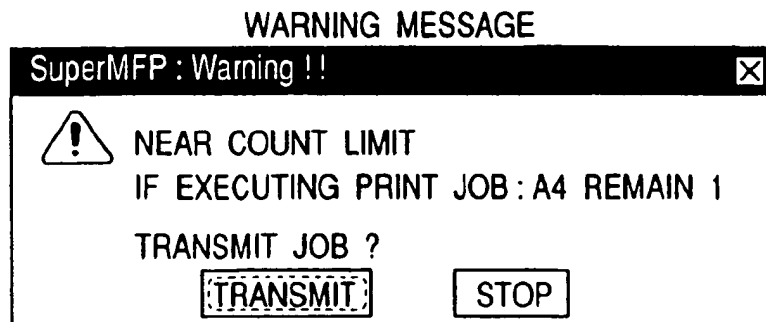 WARNING MESSAGE
SuperMFP : Warning !!
NEAR COUNT LIMIT
IF EXECUTING PRINT JOB : A4 REMAIN 1
TRANSMIT JOB ?
TRANSMIT STOP